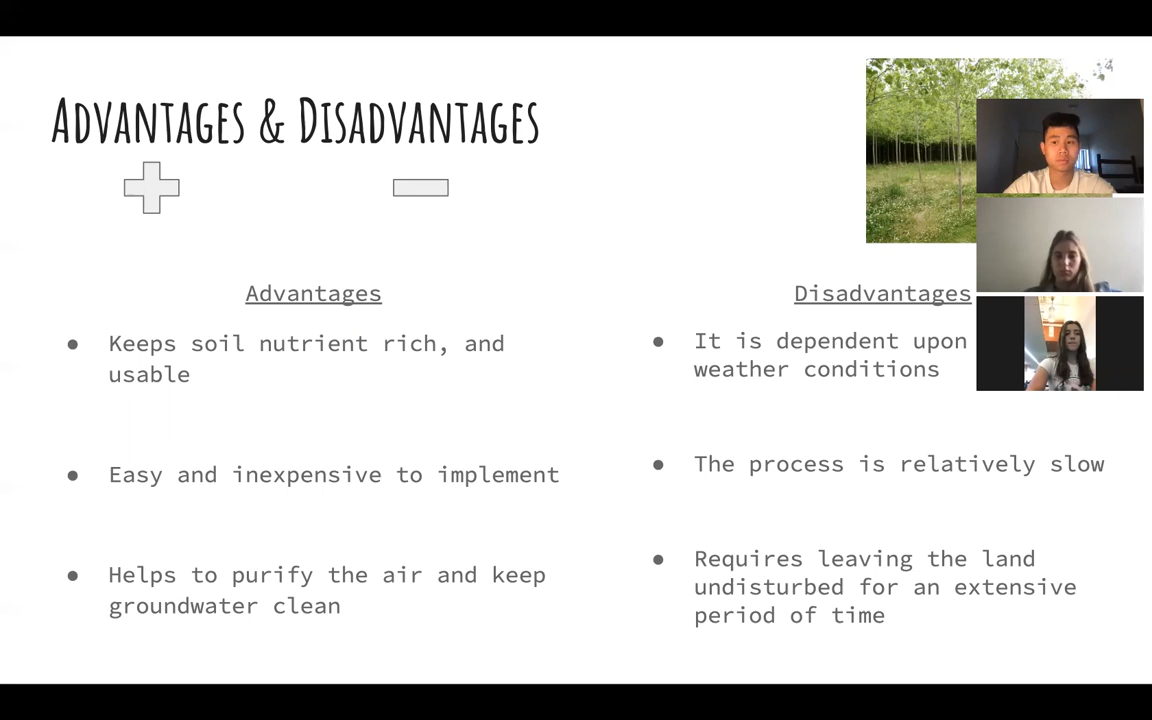 Advantages & Disadvantages
Advantages
● Keeps soil nutrient rich, and
usable
● Easy and inexpensive to implement
● Helps to purify the air and keep
groundwater clean
Disadvantages
● It is dependent upon
weather conditions
● The process is relatively slow
● Requires leaving the land
undisturbed for an extensive
period of time